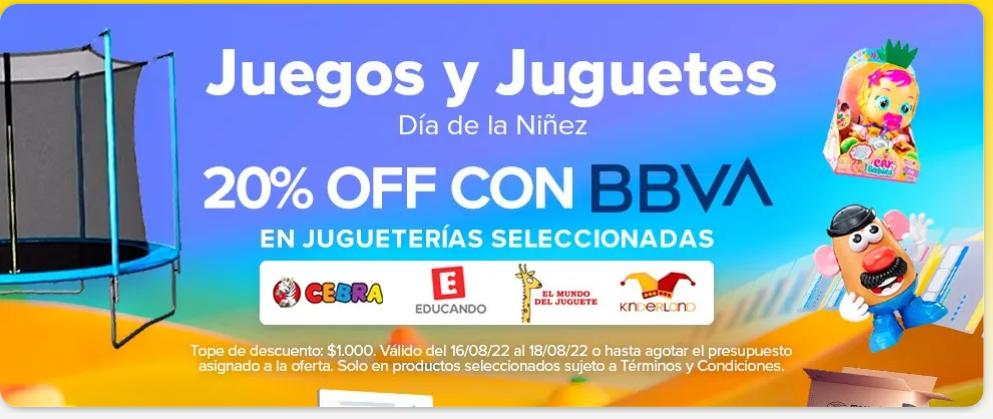 Juegos y Juguetes
Día de la Niñez
20% OFF CON BBVA
EN JUGUETERÍAS SELECCIONADAS
CEBRA
E
EDUCANDO
EL MUNDO
DEL JUGUETE
KINDERLAND
Tope de descuento: $1.000. Válido del 16/08/22 al 18/08/22 o hasta agotar el presupuesto
asignado a la oferta. Solo en productos seleccionados sujeto a Términos y Condiciones.